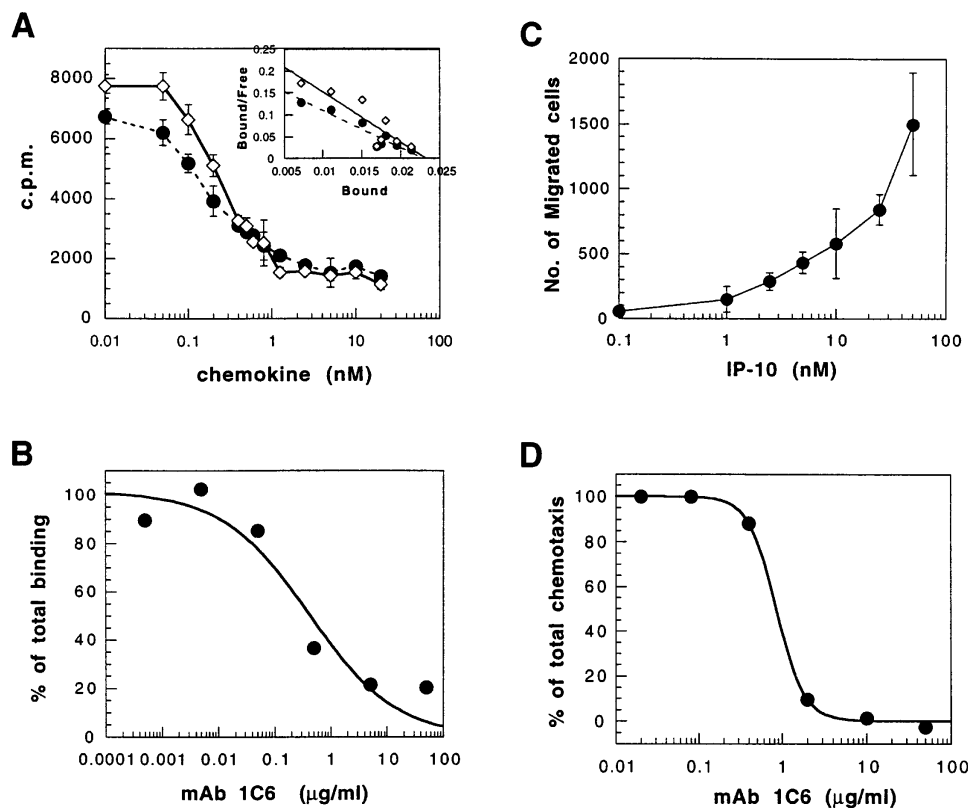 A
c.p.m.
8000
6000
4000
2000
0
0.01 0.1 1 10 100
chemokine (nM)
Bound/Free
0.25
0.2
0.15
0.1
0.05
0
0.005 0.01 0.015 0.02 0.025
Bound
C
No. of Migrated cells
2000
1500
1000
500
0
0.1 1 10 100
IP-10 (nM)
B
% of total binding
100
80
60
40
20
0
0.0001 0.001 0.01 0.1 1 10 100
mAb 1C6 (μg/ml)
D
% of total chemotaxis
100
80
60
40
20
0
0.01 0.1 1 10 100
mAb 1C6 (μg/ml)